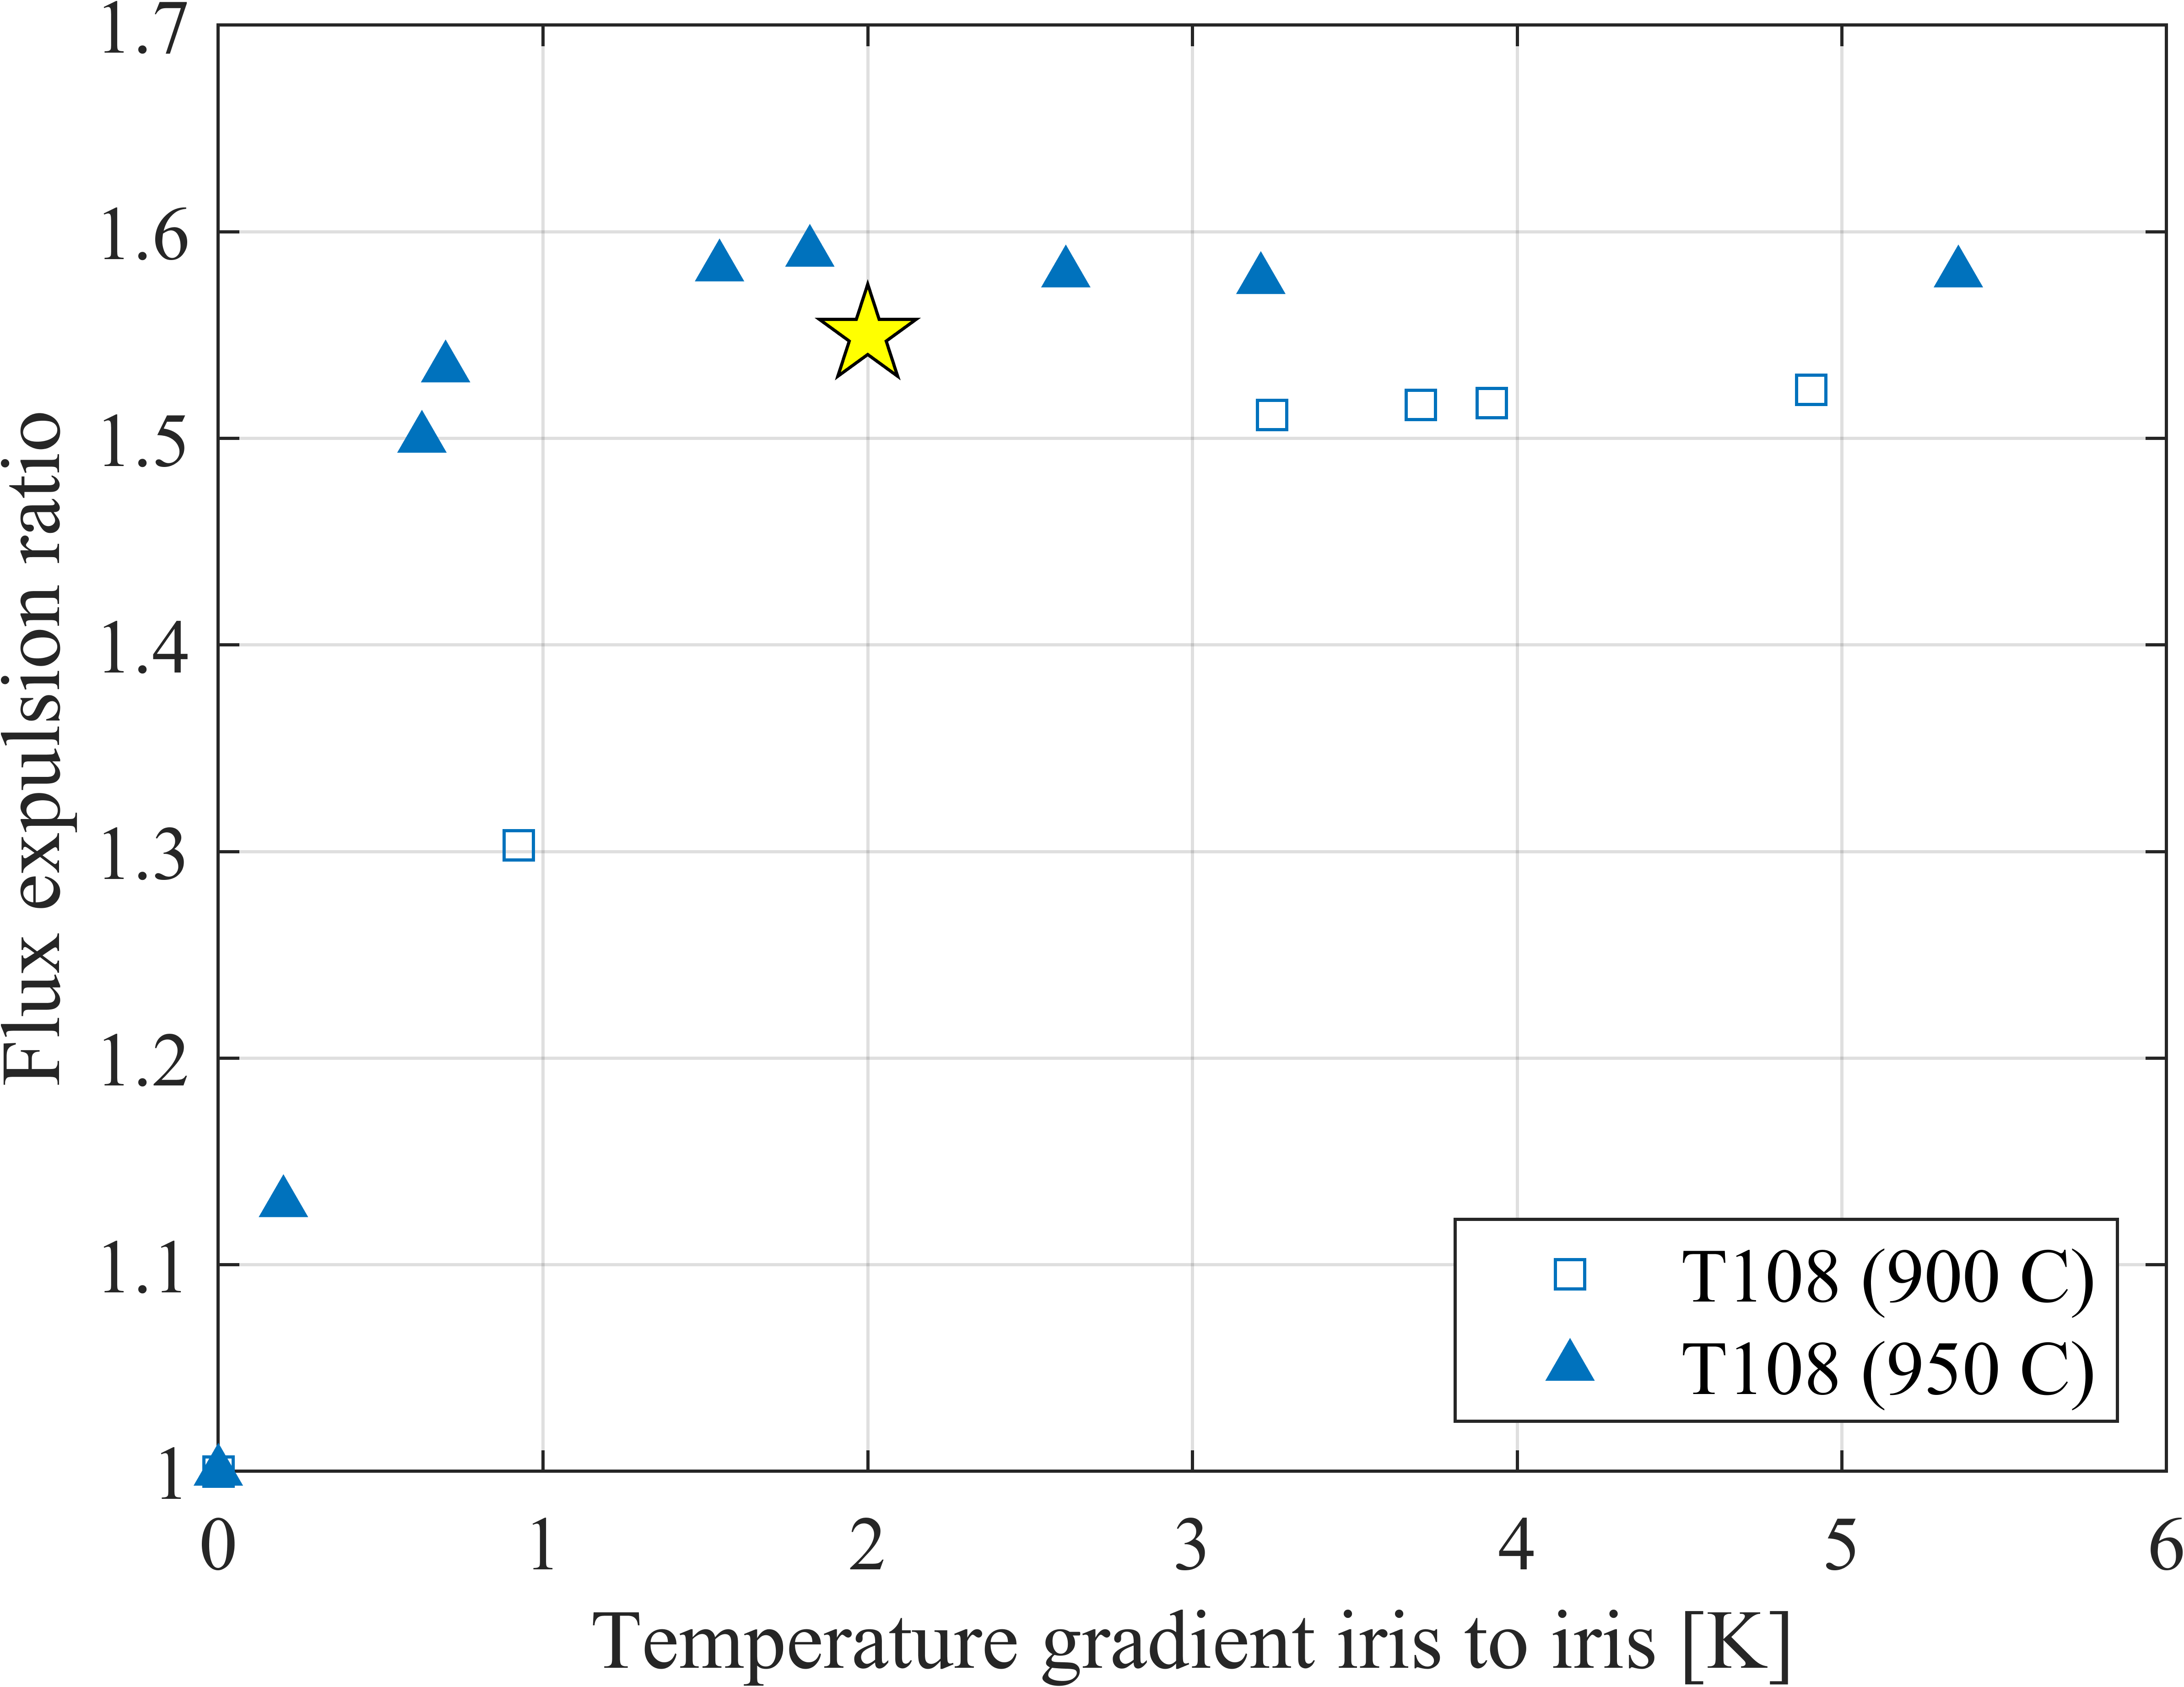 1.7
1.6
1.5
1.4
1.3
1.2
1.1
1
Flux expulsion ratio
T108 (900 C)
T108 (950 C)
0 1 2 3 4 5 6
Temperature gradient iris to iris [K]